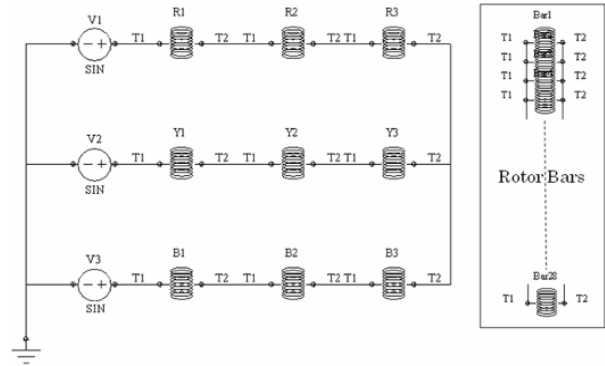 V1 R1 R2 R3
T1 T2 T1 T2 T1 T2
SIN
V2 Y1 Y2 Y3
T1 T2 T1 T2 T1 T2
SIN
V3 B1 B2 B3
T1 T2 T1 T2 T1 T2
SIN
Bar1
T1 T2
T1 T2
T1 T2
T1 T2
Rotor Bars
Bar28
T1 T2